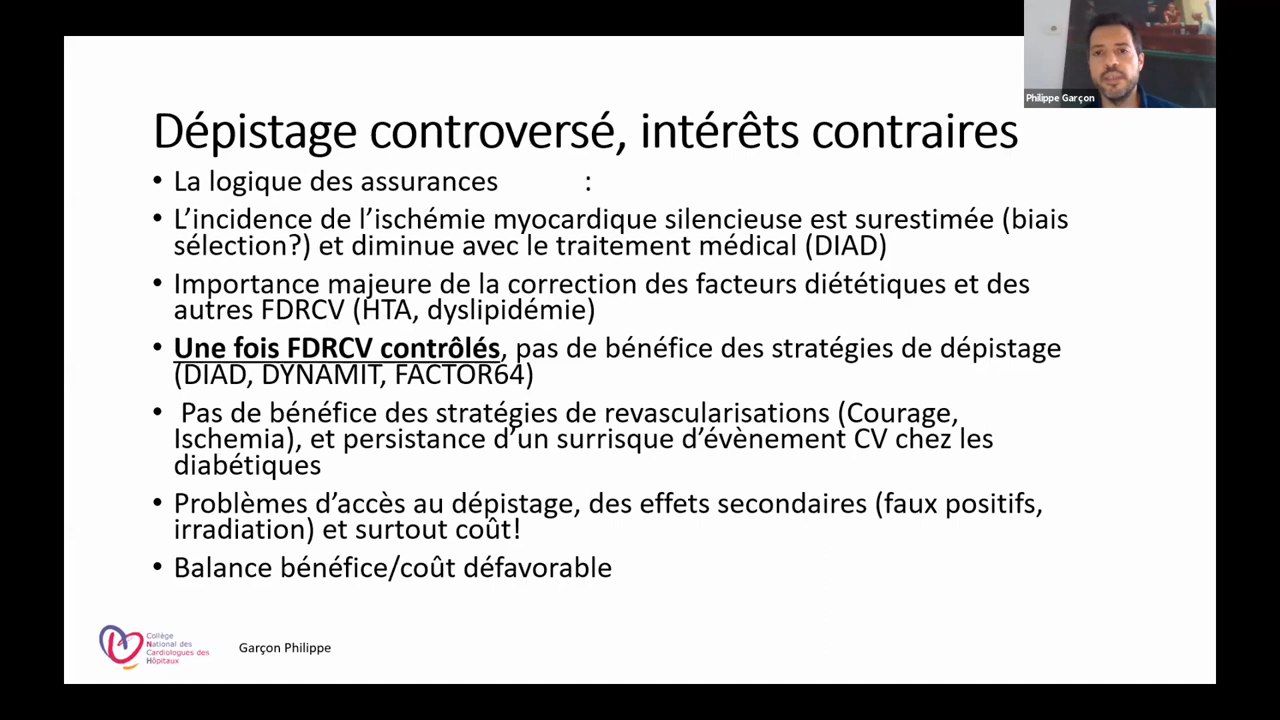 Philippe Garçon
Dépistage controversé, intérêts contraires
• La logique des assurances :
• L’incidence de l’ischémie myocardique silencieuse est surestimée (biais
sélection?) et diminue avec le traitement médical (DIAD)
• Importance majeure de la correction des facteurs diététiques et des
autres FDRCV (HTA, dyslipidémie)
• Une fois FDRCV contrôlés, pas de bénéfice des stratégies de dépistage
(DIAD, DYNAMIT, FACTOR64)
• Pas de bénéfice des stratégies de revascularisations (Courage,
Ischemia), et persistance d’un surrisque d’évènement CV chez les
diabétiques
• Problèmes d’accès au dépistage, des effets secondaires (faux positifs,
irradiation) et surtout coût!
• Balance bénéfice/coût défavorable
Collège
National des
Cardiologues des
Hôpitaux
Garçon Philippe